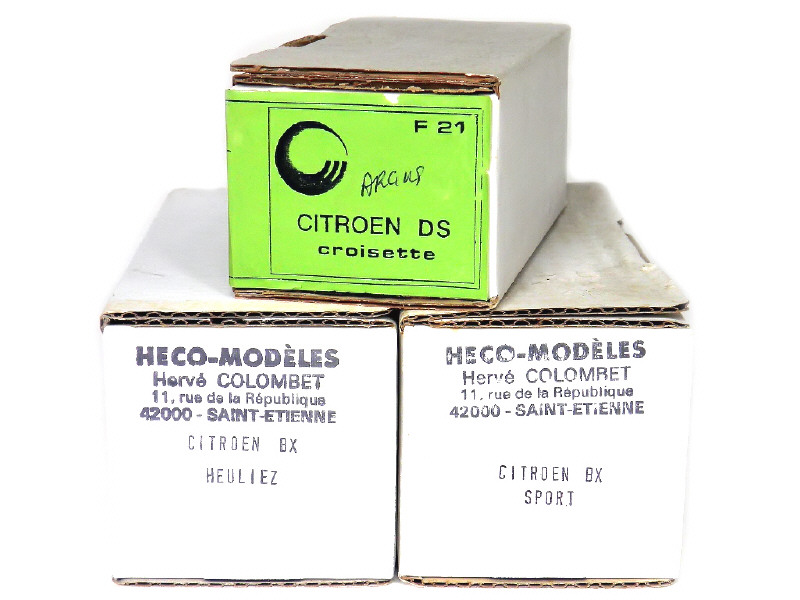 F 21
ARGUS
CITROEN DS
croisette
HECO-MODÈLES
Hervé COLOMBET
11, rue de la République
42000 - SAINT-ETIENNE
CITROEN BX
HEULIEZ
HECO-MODÈLES
Hervé COLOMBET
11, rue de la République
42000 - SAINT-ETIENNE
CITROEN BX
SPORT